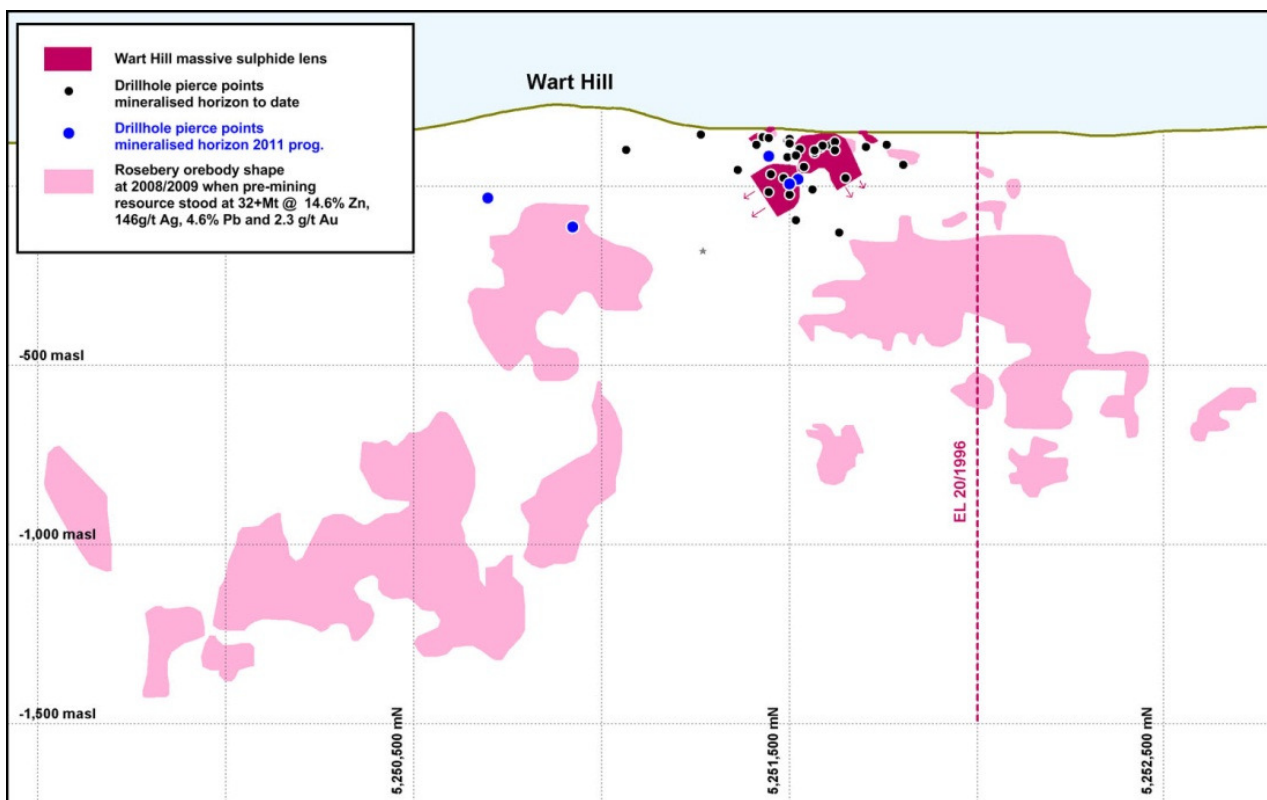 Wart Hill massive sulphide lens
Drillhole pierce points
mineralised horizon to date
Drillhole pierce points
mineralised horizon 2011 prog.
Rosebery orebody shape
at 2008/2009 when pre-mining
resource stood at 32+Mt @ 14.6% Zn,
146g/t Ag, 4.6% Pb and 2.3 g/t Au
Wart Hill
-500 masl
-1,000 masl
-1,500 masl
5,250,500 mN
5,251,500 mN
EL 20/1996
5,252,500 mN